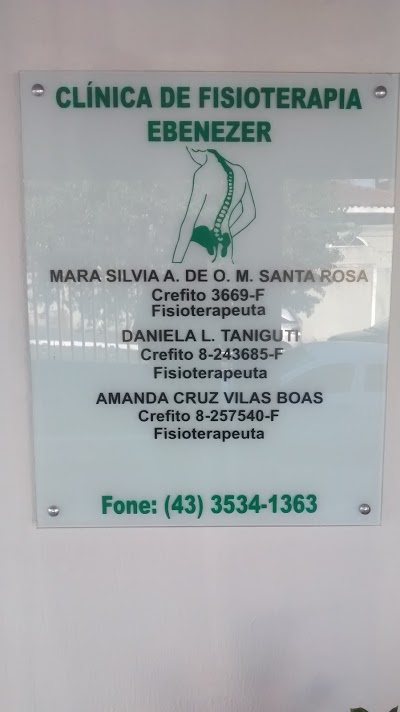 CLÍNICA DE FISIOTERAPIA
EBENEZER
MARA SILVIA A. DE O. M. SANTA ROSA
Crefito 3669-F
Fisioterapeuta
DANIELA L. TANIGUTI
Crefito 8-243685-F
Fisioterapeuta
AMANDA CRUZ VILAS BOAS
Crefito 8-257540-F
Fisioterapeuta
Fone: (43) 3534-1363